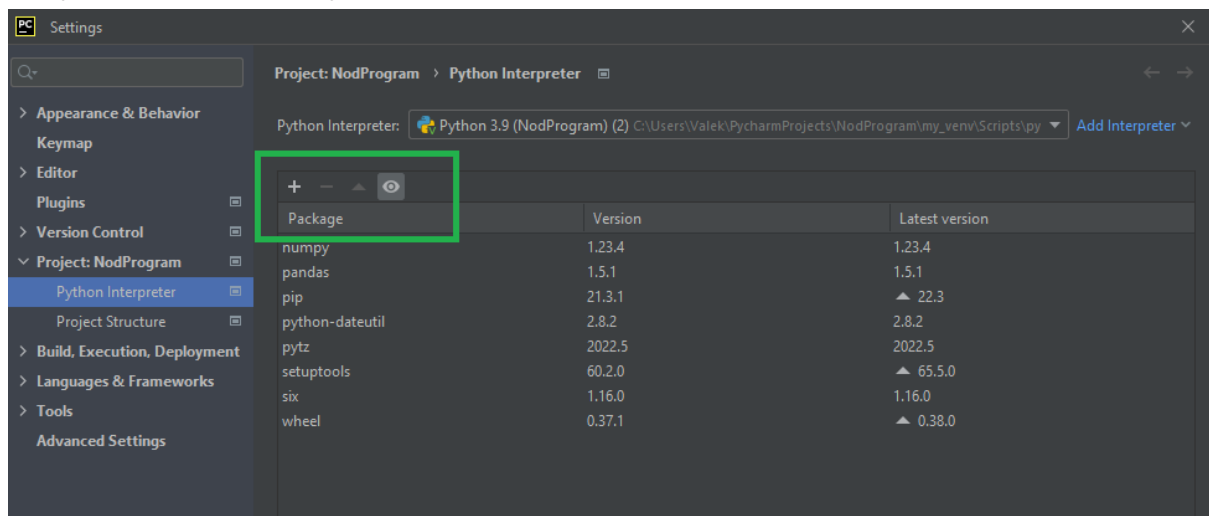 PC Settings
Project: NodProgram > Python Interpreter
Appearance & Behavior
Python Interpreter: Python 3.9 (NodProgram) (2) C:\Users\Valek\PycharmProjects\NodProgram\my_venv\Scripts\py Add Interpreter
Keymap
Editor
Plugins
Package Version Latest version
Version Control
numpy 1.23.4 1.23.4
Project: NodProgram
pandas 1.5.1 1.5.1
Python Interpreter
pip 21.3.1 22.3
Project Structure
python-dateutil 2.8.2 2.8.2
pytz 2022.5 2022.5
Build, Execution, Deployment
setuptools 60.2.0 65.5.0
Languages & Frameworks
six 1.16.0 1.16.0
Tools
wheel 0.37.1 0.38.0
Advanced Settings